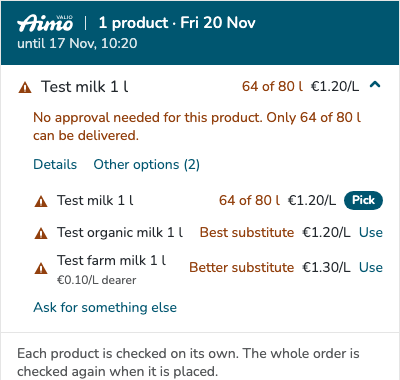 VALIO
Aimo 1 product · Fri 20 Nov
until 17 Nov, 10:20
Test milk 1 l 64 of 80 l €1.20/L
No approval needed for this product. Only 64 of 80 l
can be delivered.
Details Other options (2)
Test milk 1 l 64 of 80 l €1.20/L Pick
Test organic milk 1 l Best substitute €1.20/L Use
Test farm milk 1 l Better substitute €1.30/L Use
€0.10/L dearer
Ask for something else
Each product is checked on its own. The whole order is
checked again when it is placed.